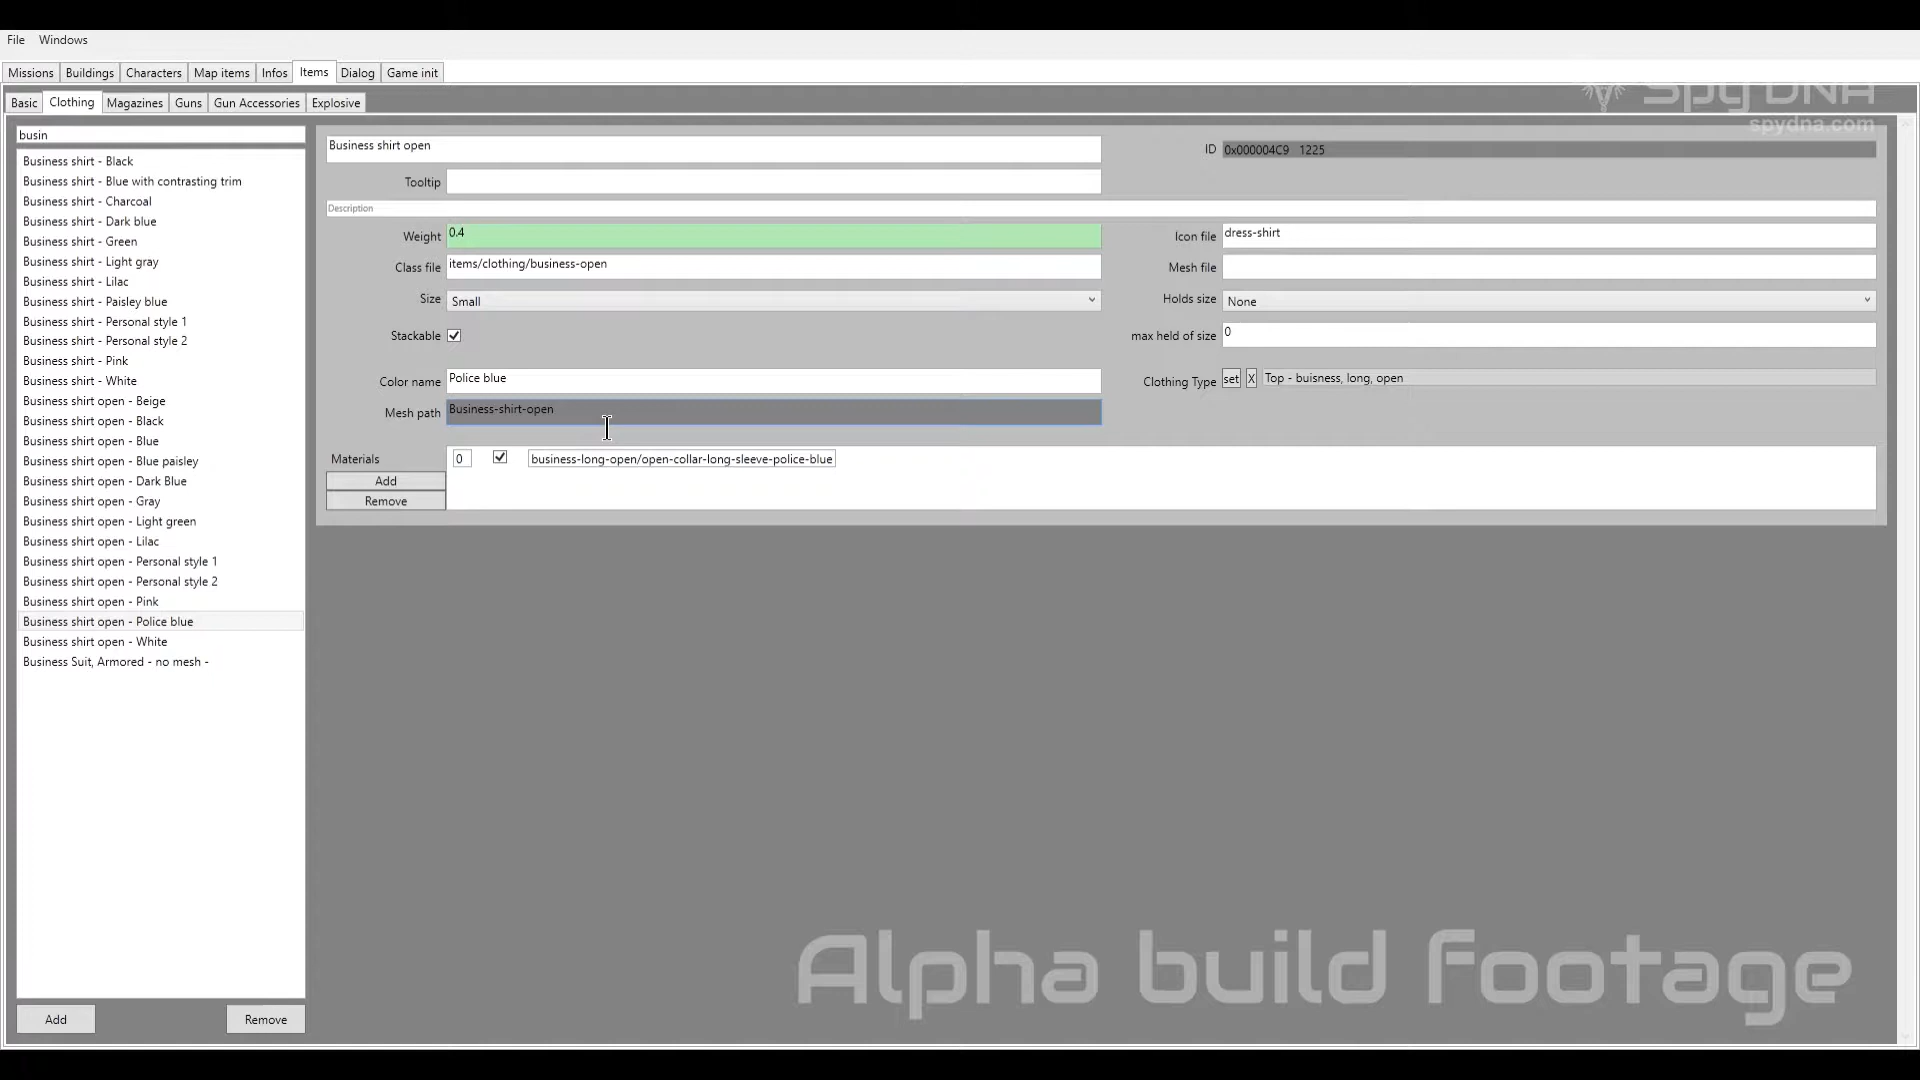 File Windows
Missions Buildings Characters Map items Infos Items Dialog Game init
Basic Clothing Magazines Guns Gun Accessories Explosive
Spy DNA
spydna.com
busin
Business shirt - Black
Business shirt - Blue with contrasting trim
Business shirt - Charcoal
Business shirt - Dark blue
Business shirt - Green
Business shirt - Light gray
Business shirt - Lilac
Business shirt - Paisley blue
Business shirt - Personal style 1
Business shirt - Personal style 2
Business shirt - Pink
Business shirt - White
Business shirt open - Beige
Business shirt open - Black
Business shirt open - Blue
Business shirt open - Blue paisley
Business shirt open - Dark Blue
Business shirt open - Gray
Business shirt open - Light green
Business shirt open - Lilac
Business shirt open - Personal style 1
Business shirt open - Personal style 2
Business shirt open - Pink
Business shirt open - Police blue
Business shirt open - White
Business Suit, Armored - no mesh -
Add Remove
Business shirt open
ID 0x000004C9 1225
Tooltip
Description
Weight 0.4
Icon file dress-shirt
Class file items/clothing/business-open
Mesh file
Size Small
Holds size None
Stackable
max held of size 0
Color name Police blue
Clothing Type set X Top - buisness, long, open
Mesh path Business-shirt-open
Materials 0 business-long-open/open-collar-long-sleeve-police-blue
Add
Remove
Alpha build footage